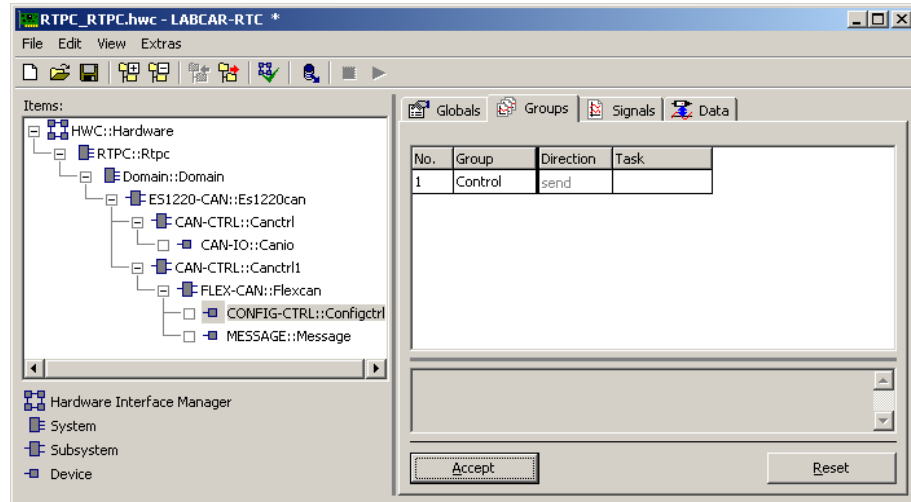 RTPC_RTPC.hwc - LABCAR-RTC *
File Edit View Extras
Items:
HWC::Hardware
RTPC::Rtpc
Domain::Domain
ES1220-CAN::Es1220can
CAN-CTRL::Canctrl
CAN-IO::Canio
CAN-CTRL::Canctrl1
FLEX-CAN::Flexcan
CONFIG-CTRL::Configctrl
MESSAGE::Message
Hardware Interface Manager
System
Subsystem
Device
Globals Groups Signals Data
No. Group Direction Task
1 Control send
Accept Reset